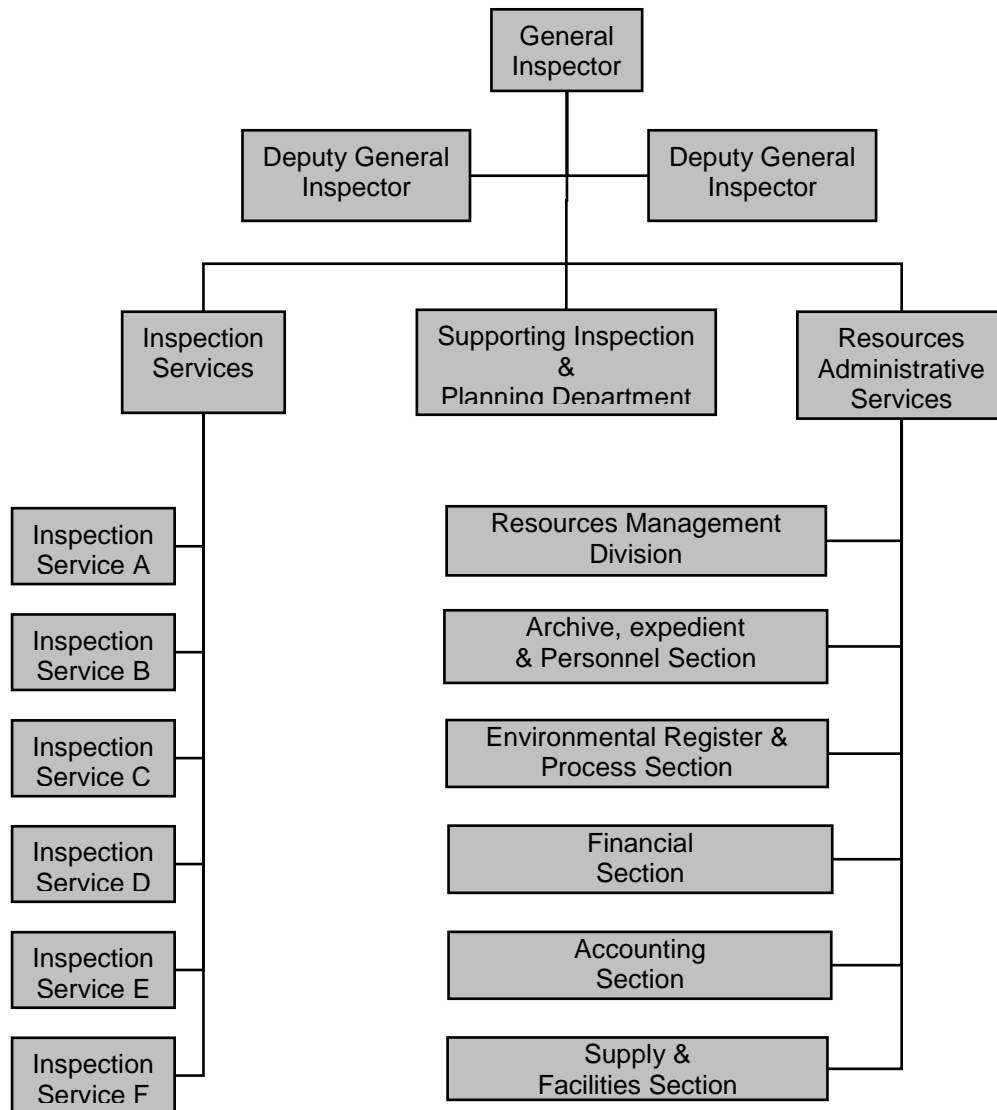 General
Inspector
Deputy General
Inspector
Deputy General
Inspector
Inspection
Services
Supporting Inspection
&
Planning Department
Resources
Administrative
Services
Inspection
Service A
Inspection
Service B
Inspection
Service C
Inspection
Service D
Inspection
Service E
Inspection
Service F
Resources Management
Division
Archive, expedient
& Personnel Section
Environmental Register &
Process Section
Financial
Section
Accounting
Section
Supply &
Facilities Section